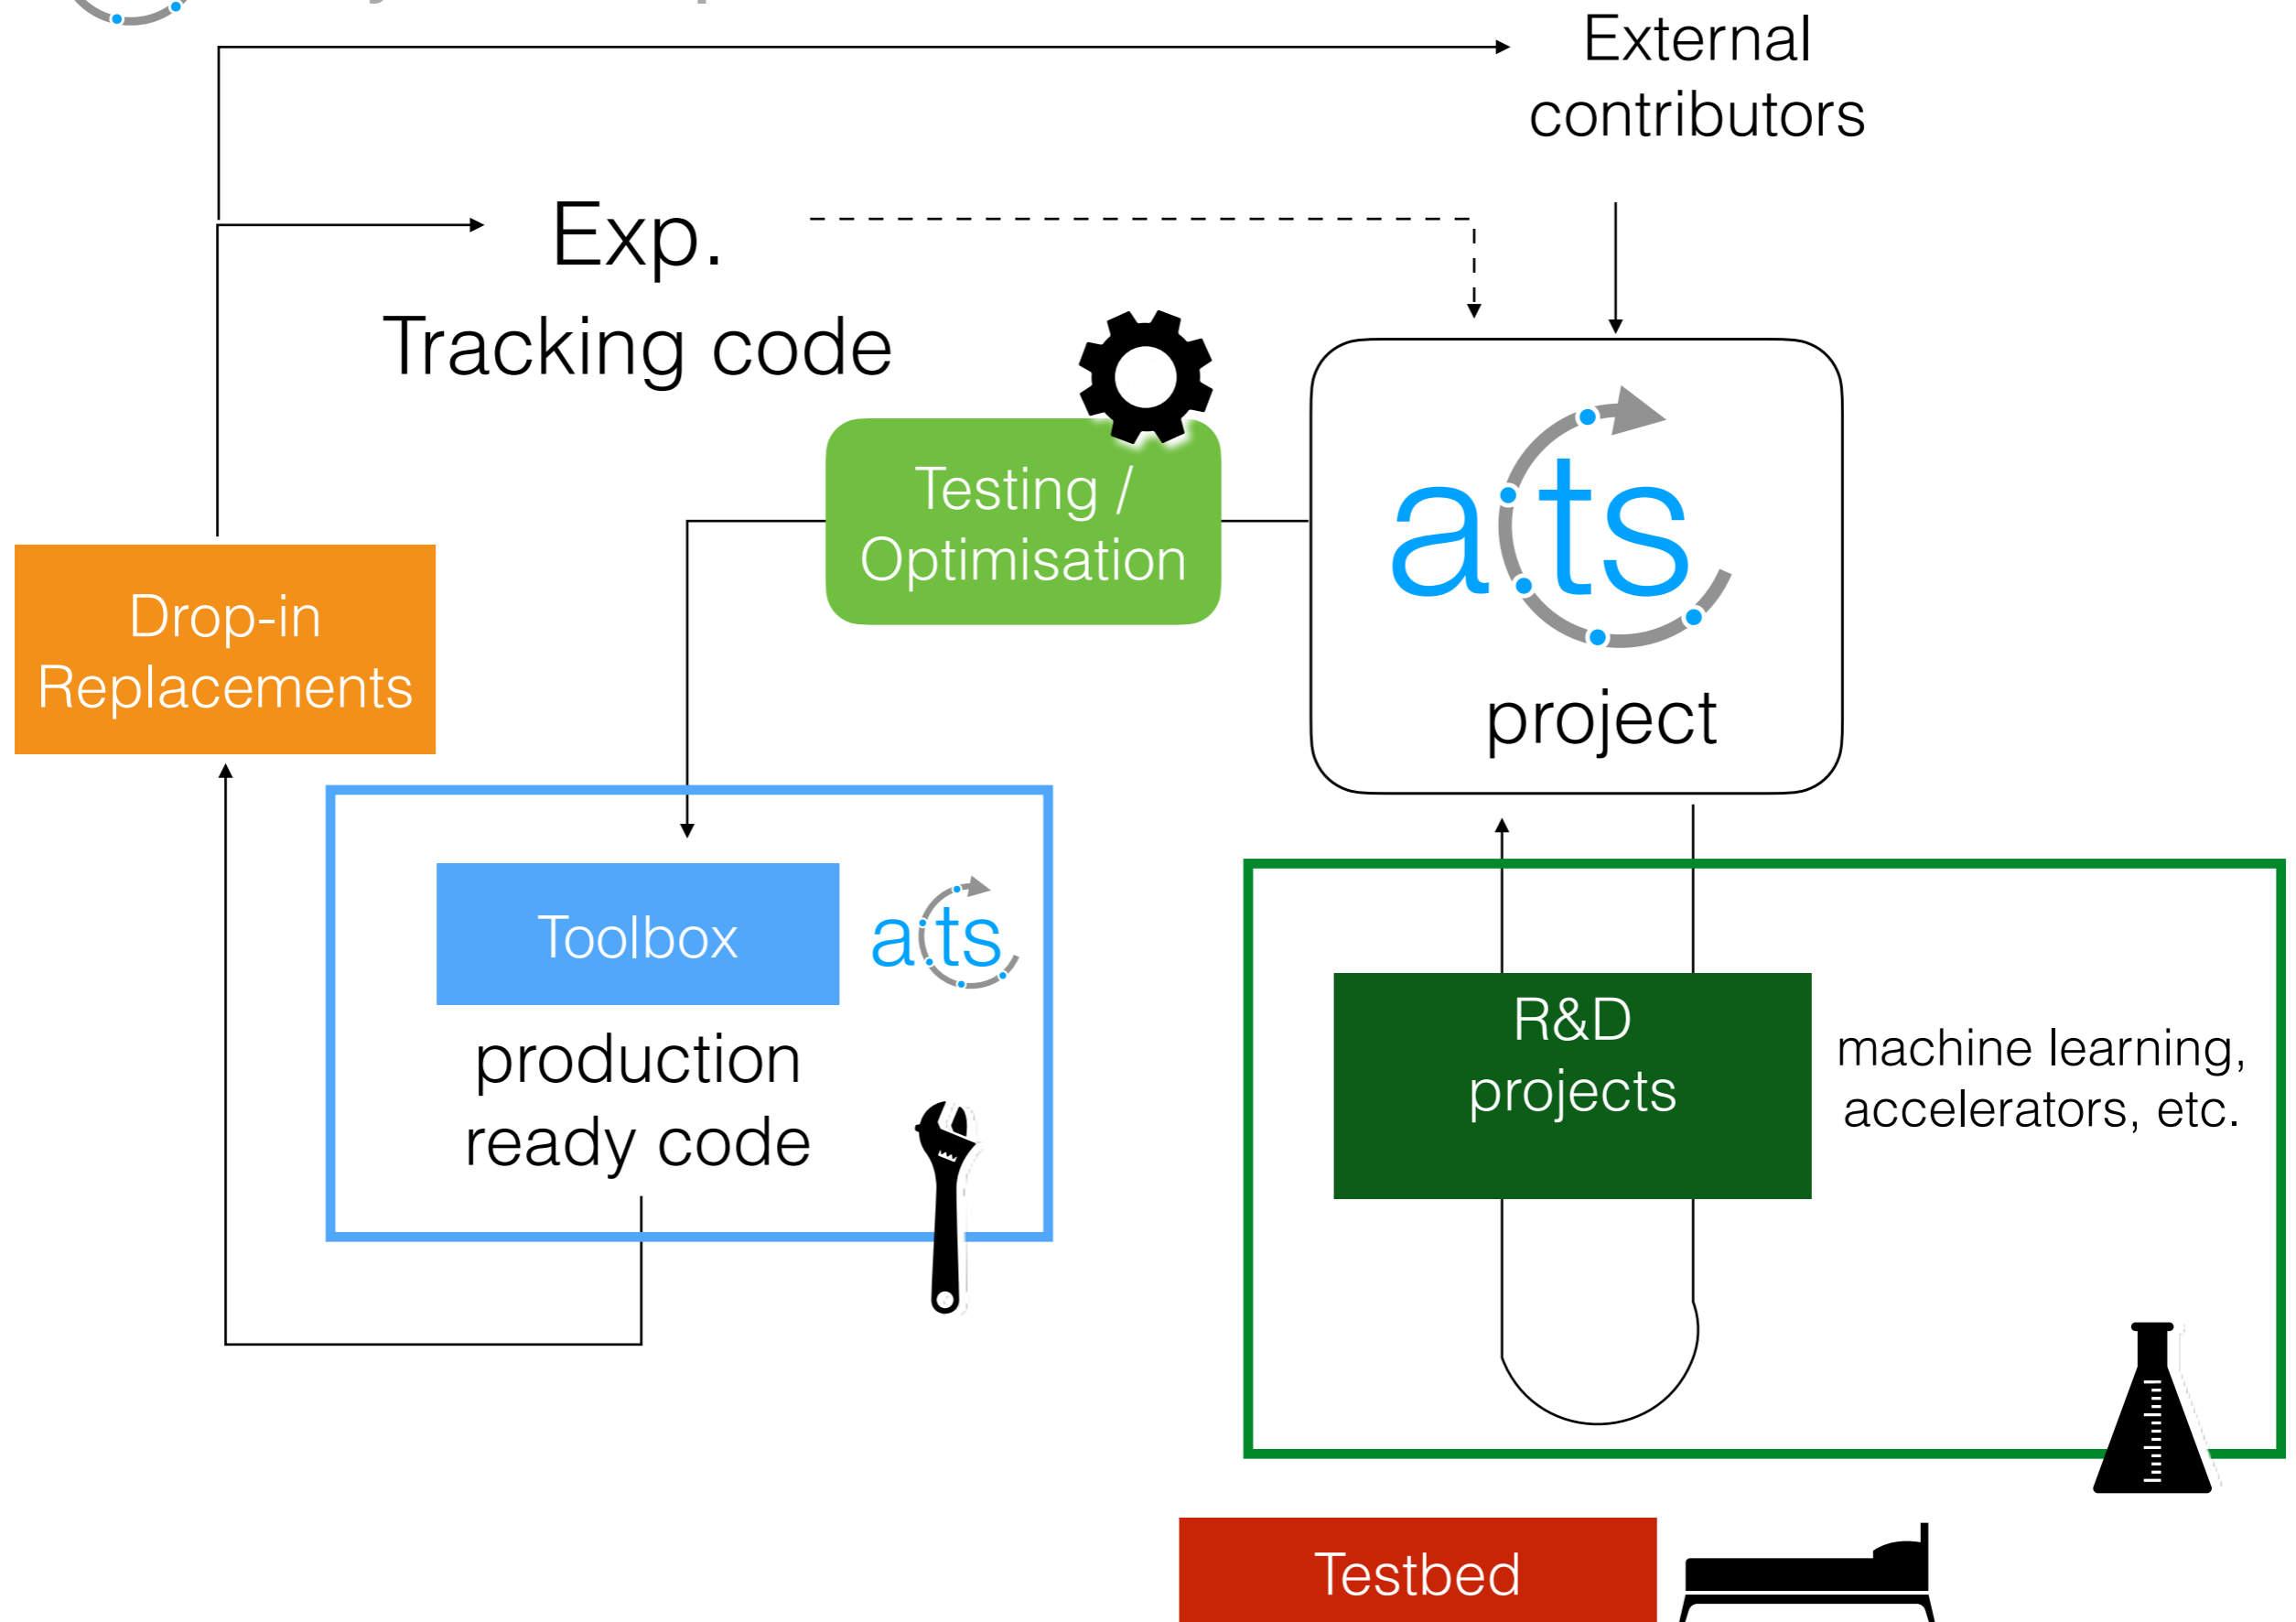 External
contributors
Exp.
Tracking code
Testing /
Optimisation
acts
project
Drop-in
Replacements
Toolbox
acts
production
ready code
R&D
projects
machine learning,
accelerators, etc.
Testbed